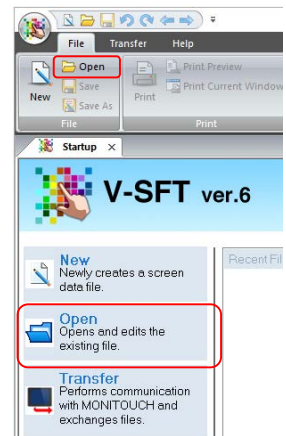 File Transfer Help
Open Print Preview
New Save Print Print Current Window
Save As
File Print
Startup
V-SFT ver.6
New
Newly creates a screen
data file.
Recent Fil
Open
Opens and edits the
existing file.
Transfer
Performs communication
with MONITOUCH and
exchanges files.